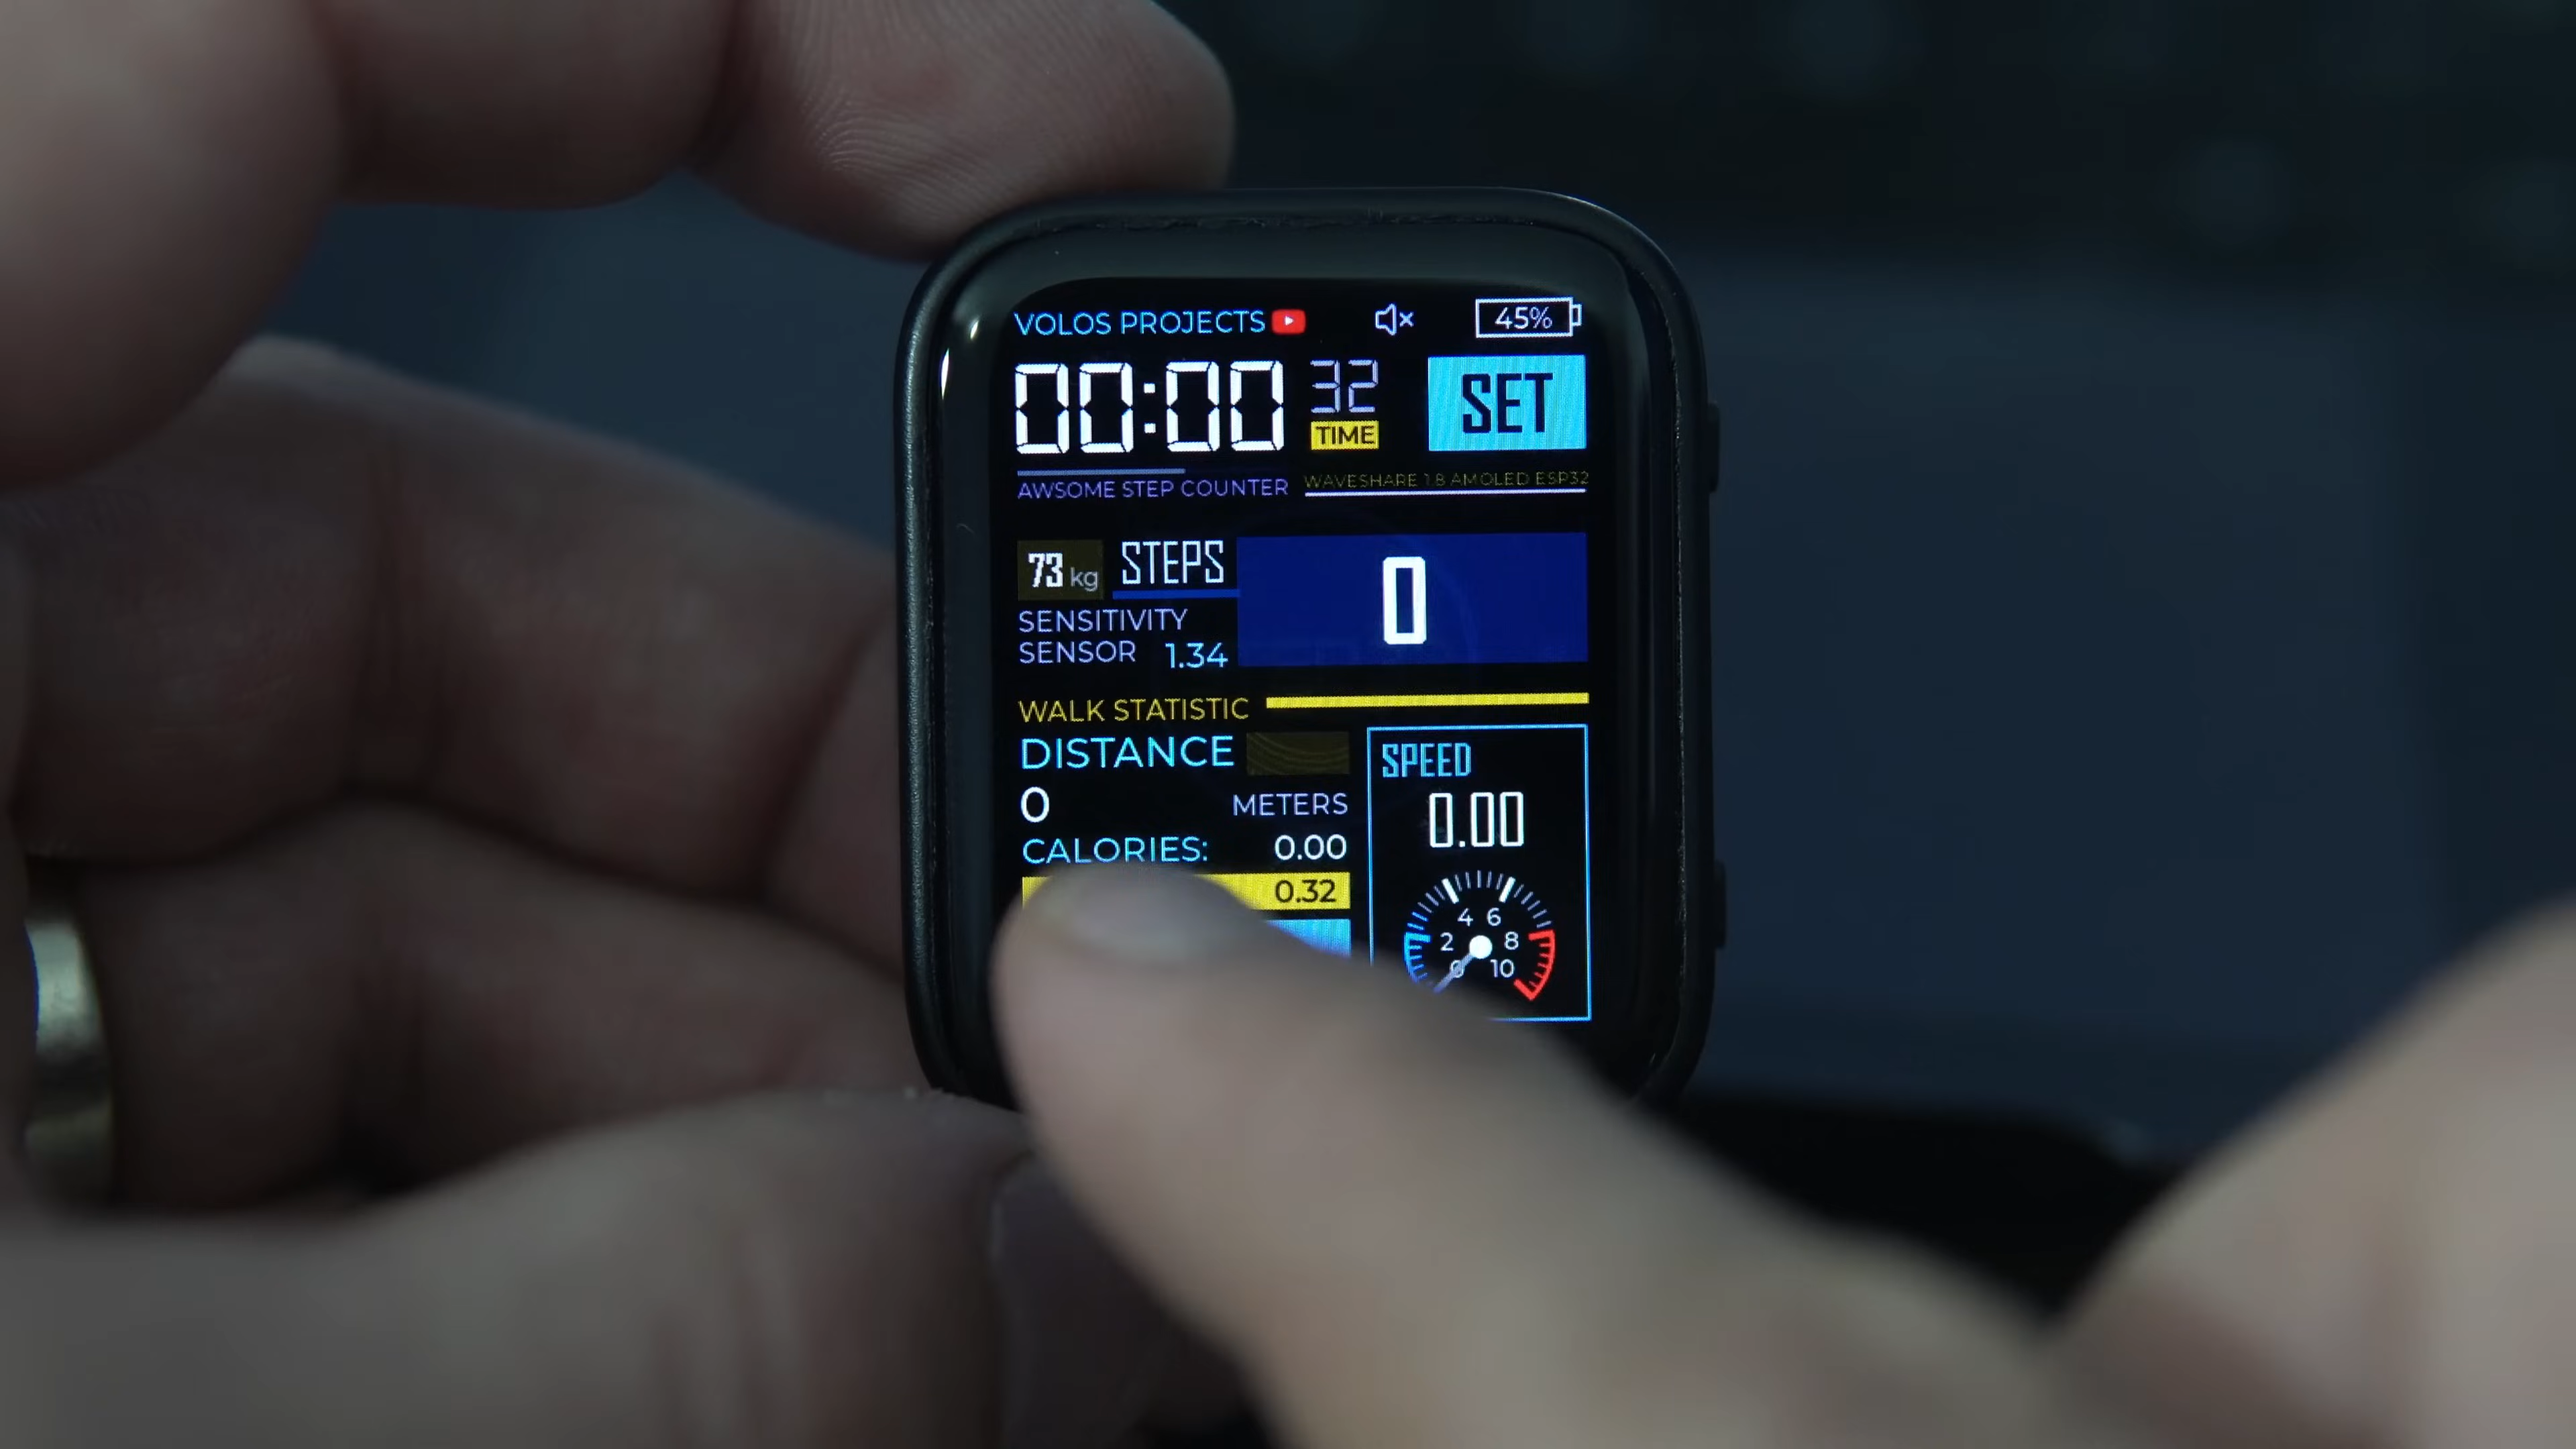 VOLOS PROJECTS
45%
00:00 32
TIME
SET
AWSOME STEP COUNTER
WAVESHARE 1.8 AMOLED ESP32
73 kg STEPS
0
SENSITIVITY
SENSOR 1.34
WALK STATISTIC
DISTANCE
0 METERS
CALORIES: 0.00
0.32
SPEED
0.00
4 6
2 8
0 10